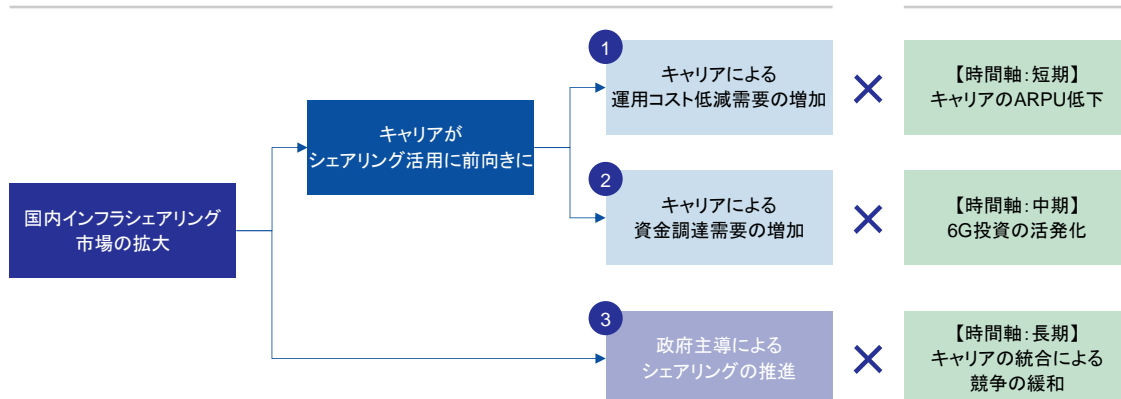 国内インフラシェアリング
市場の拡大
キャリアが
シェアリング活用に前向きに
1
キャリアによる
運用コスト低減需要の増加
×
【時間軸：短期】
キャリアのARPU低下
2
キャリアによる
資金調達需要の増加
×
【時間軸：中期】
6G投資の活発化
3
政府主導による
シェアリングの推進
×
【時間軸：長期】
キャリアの統合による
競争の緩和